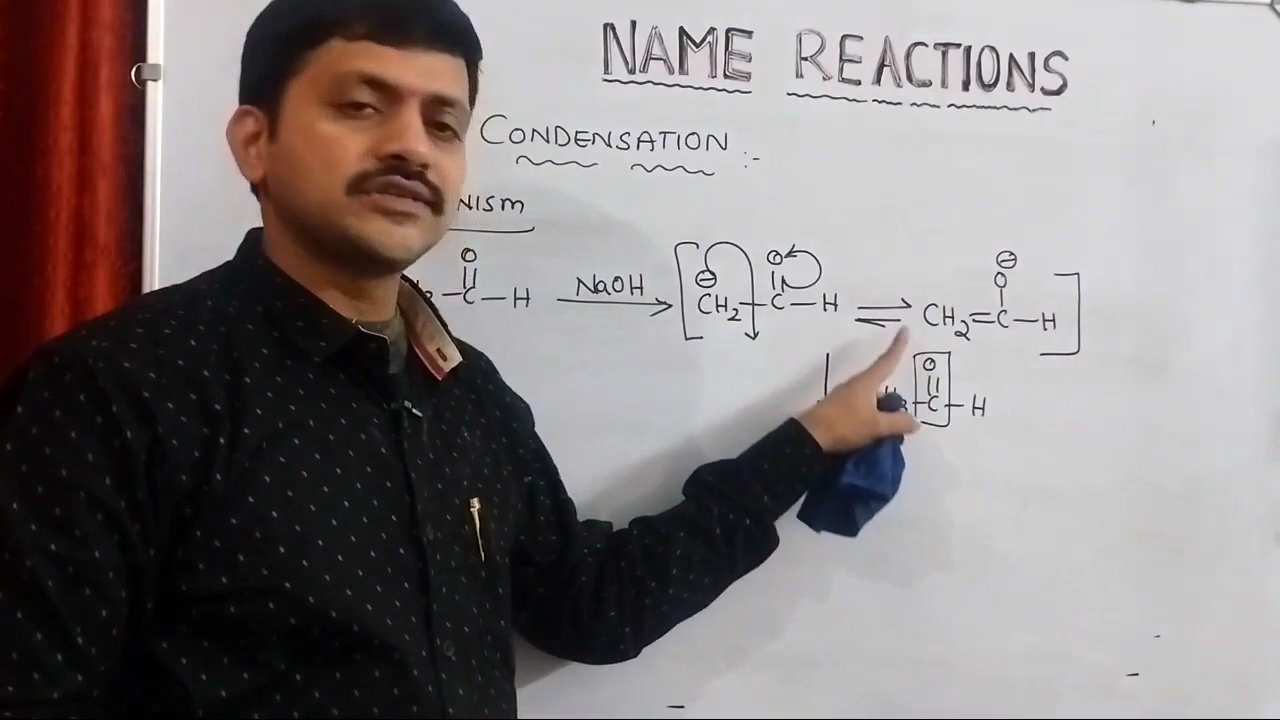 NAME REACTIONS
CONDENSATION :-
NISM
O
|| 
–C–H NaOH → [ ⊖CH2–C(=O)–H ⇌ CH2=C(–O⊖)–H ]
O
||
–C–H